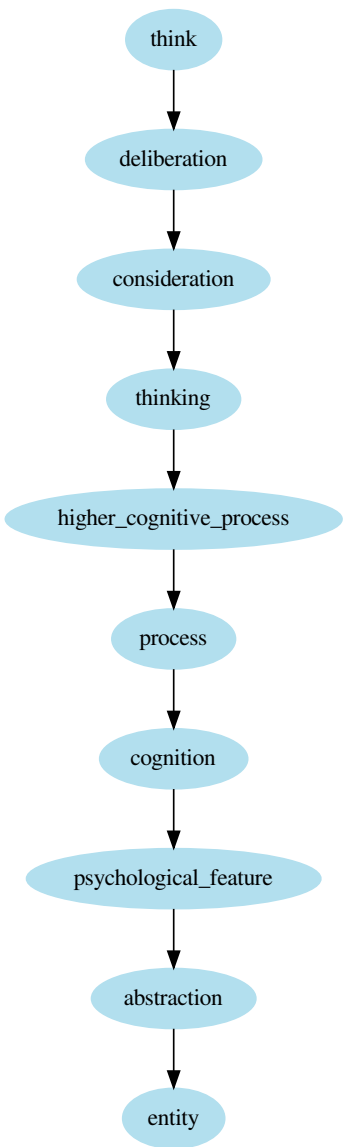 think
deliberation
consideration
thinking
higher_cognitive_process
process
cognition
psychological_feature
abstraction
entity